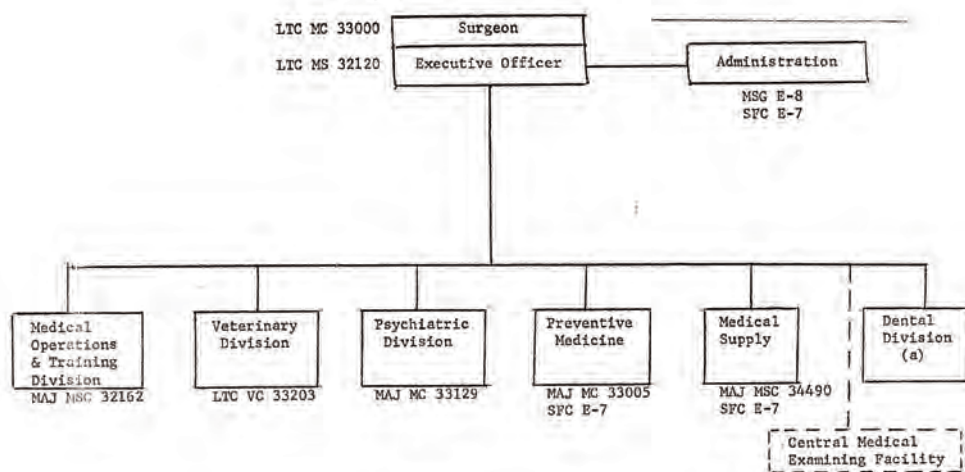 LTC MC 33000
Surgeon
LTC MS 32120
Executive Officer
Administration
MSG E-8
SFC E-7
Medical
Operations
& Training
Division
MAJ MSC 32162
Veterinary
Division
LTC VC 33203
Psychiatric
Division
MAJ MC 33129
Preventive
Medicine
MAJ MC 33005
SFC E-7
Medical
Supply
MAJ MSC 34490
SFC E-7
Dental
Division
(a)
Central Medical
Examining Facility